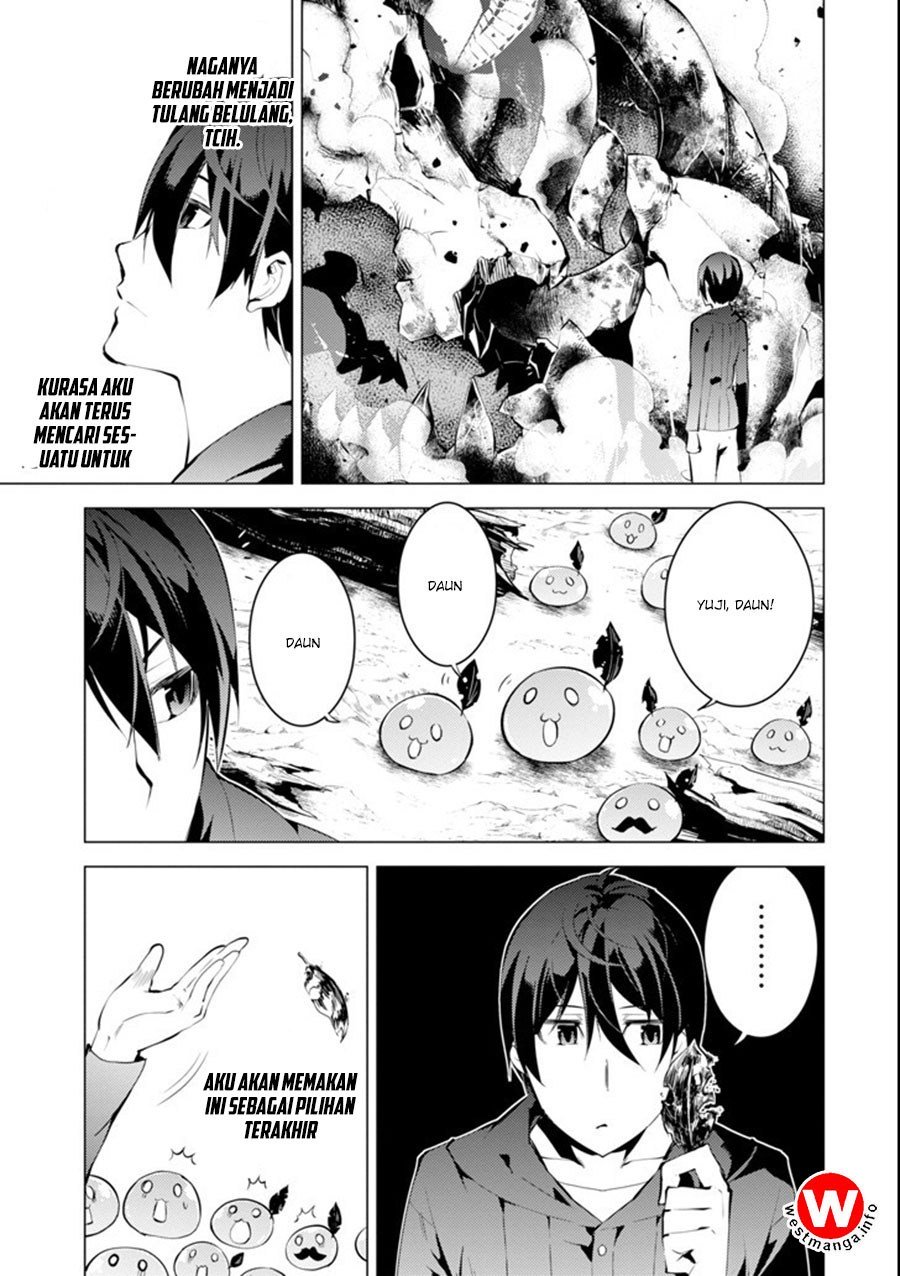 NAGANYA
BERUBAH MENJADI
TULANG BELULANG,
TCIH.
KURASA AKU
AKAN TERUS
MENCARI SES-
UATU UNTUK
YUJI, DAUN!
DAUN
DAUN
........
AKU AKAN MEMAKAN
INI SEBAGAI PILIHAN
TERAKHIR
W
westmanga.info